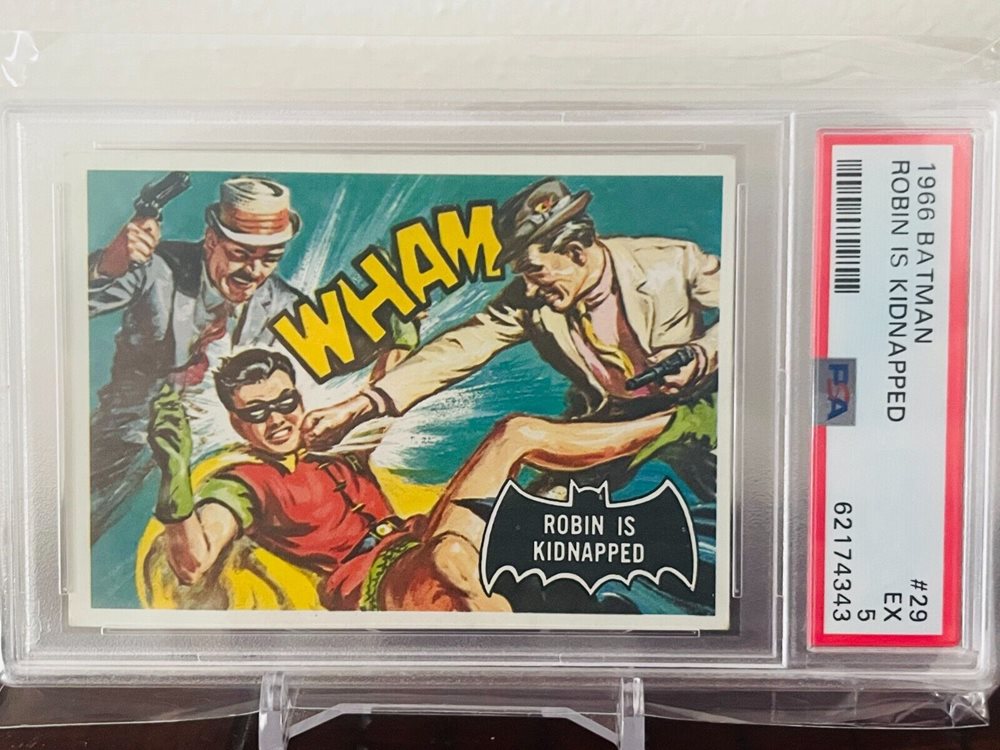 WHAM
ROBIN IS
KIDNAPPED
1966 BATMAN
ROBIN IS KIDNAPPED
#29
EX
5
PSA
62174343